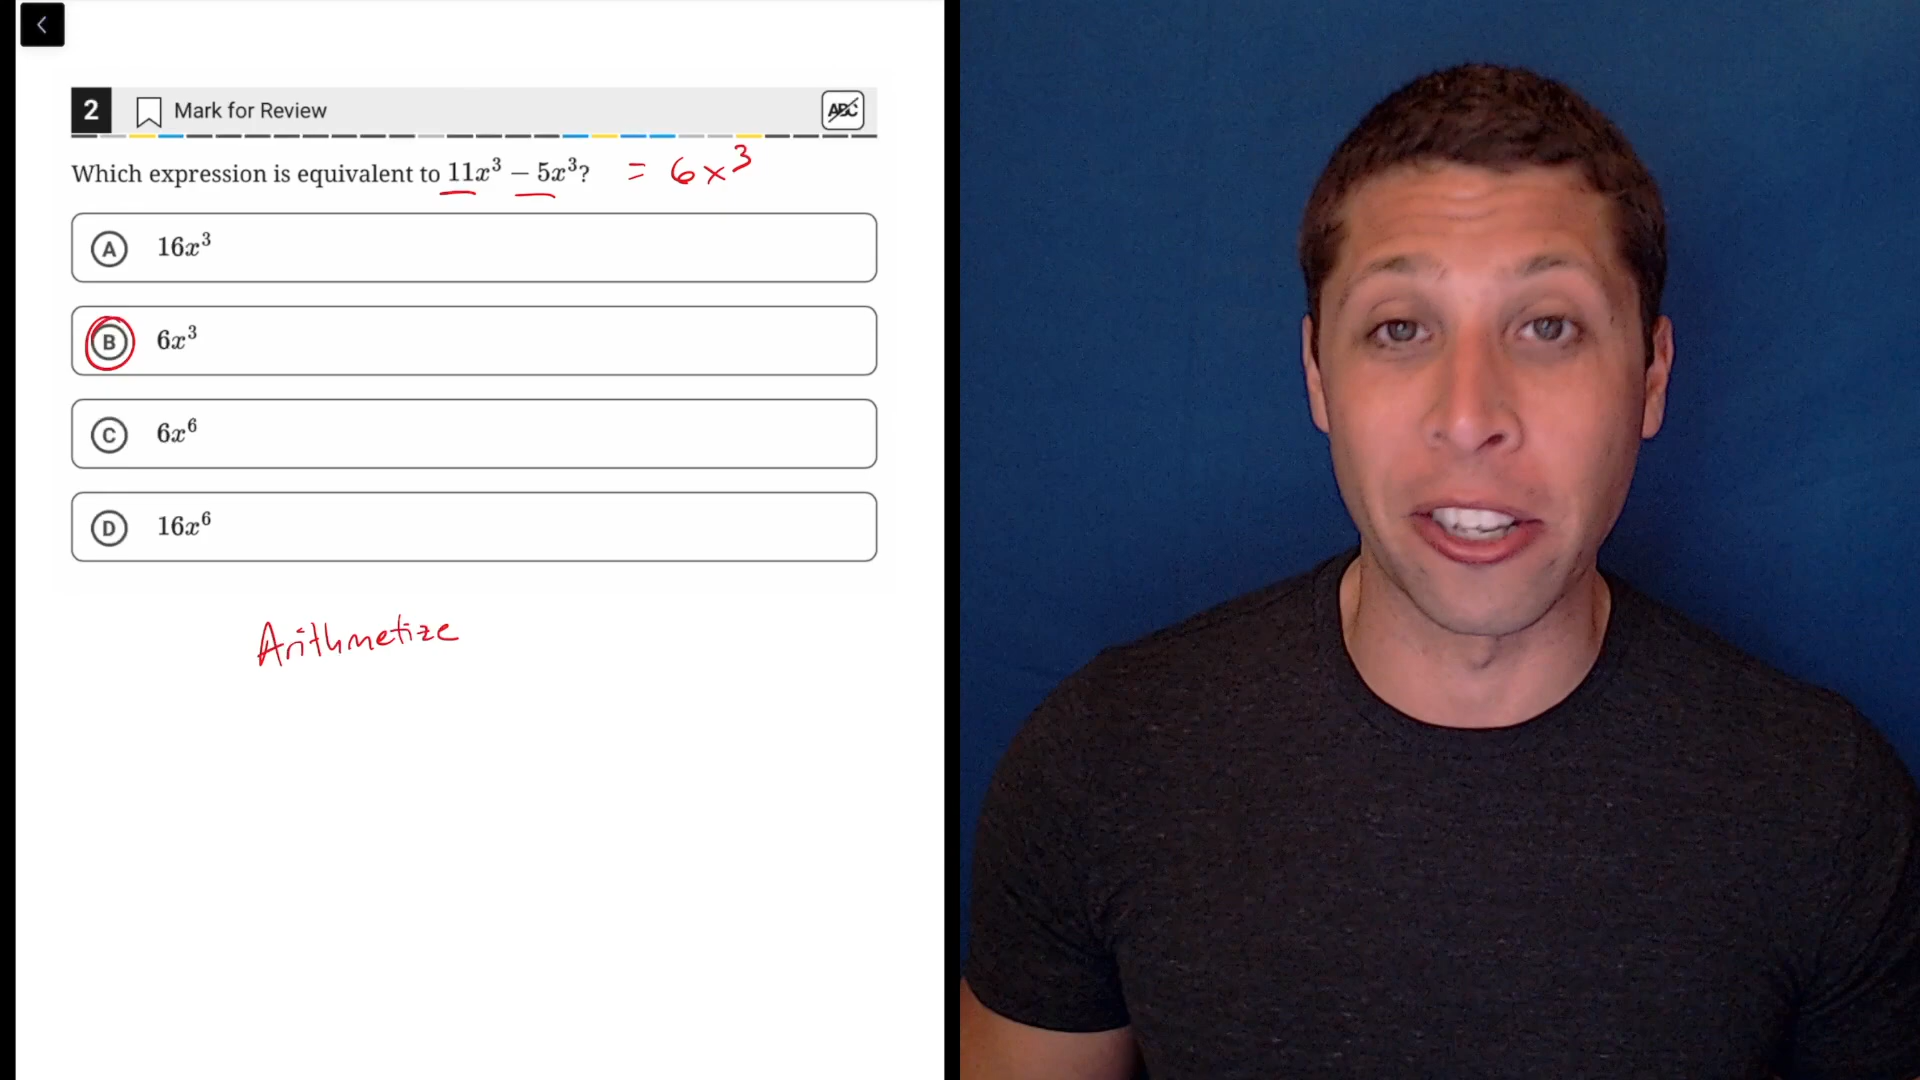 2 Mark for Review ABC
Which expression is equivalent to 11x³ − 5x³? = 6x³
A 16x³
B 6x³
C 6x⁶
D 16x⁶
Arithmetize